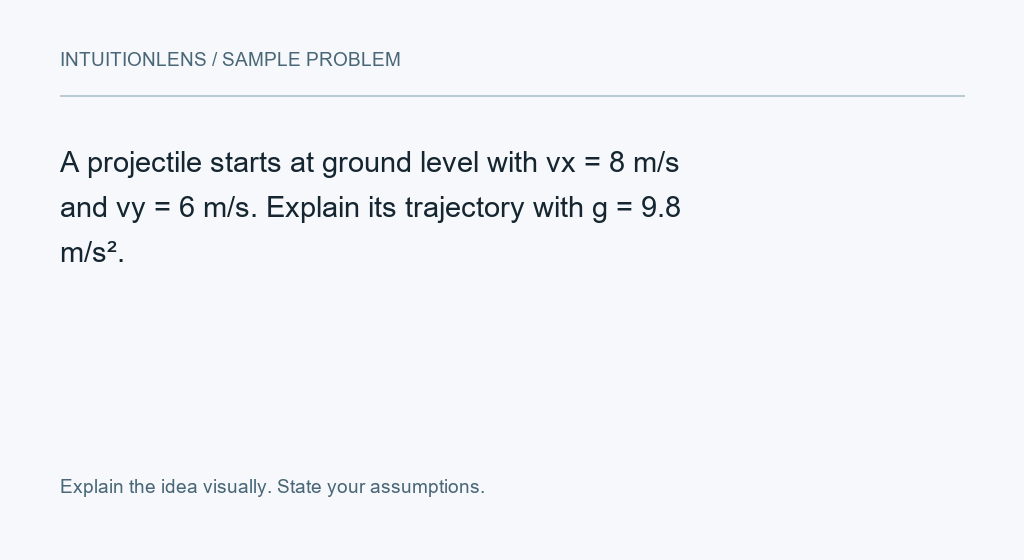 INTUITIONLENS / SAMPLE PROBLEM
A projectile starts at ground level with vx = 8 m/s
and vy = 6 m/s. Explain its trajectory with g = 9.8
m/s².
Explain the idea visually. State your assumptions.